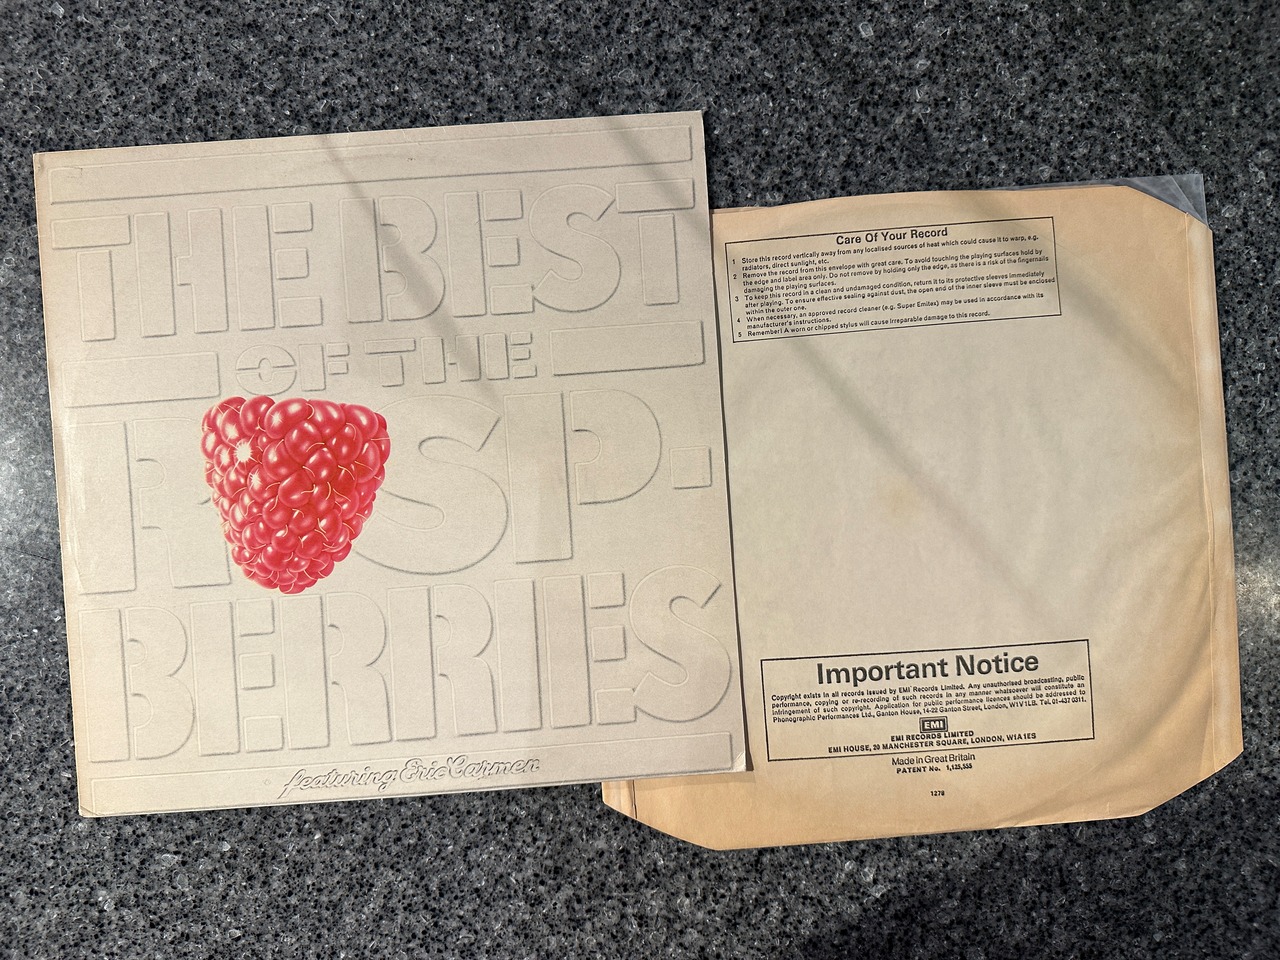 THE BEST
OF THE
RASP.
BERRIES
featuring Eric Carmen
Care Of Your Record
1 Store this record vertically away from any localised sources of heat which could cause it to warp, e.g.
radiators, direct sunlight, etc.
2 Remove the record from this envelope with great care. To avoid touching the playing surfaces hold by
the edge and label area only. Do not remove by holding only the edge, as there is a risk of the fingernails
damaging the playing surfaces.
3 To keep this record in a clean and undamaged condition, return it to its protective sleeves immediately
after playing. To ensure effective sealing against dust, the open end of the inner sleeve must be enclosed
within the outer one.
4 When necessary, an approved record cleaner (e.g. Super Emitex) may be used in accordance with its
manufacturer's instructions.
5 Remember! A worn or chipped stylus will cause irreparable damage to this record.
Important Notice
Copyright exists in all records issued by EMI Records Limited. Any unauthorised broadcasting, public
performance, copying or re-recording of such records in any manner whatsoever will constitute an
infringement of such copyright. Application for public performance licences should be addressed to
Phonographic Performances Ltd., Ganton House, 14-22 Ganton Street, London, W1V 1LB. Tel. 01-437 0311.
EMI
EMI RECORDS LIMITED
EMI HOUSE, 20 MANCHESTER SQUARE, LONDON, W1A 1ES
Made in Great Britain
PATENT No. 1,125,555
1278